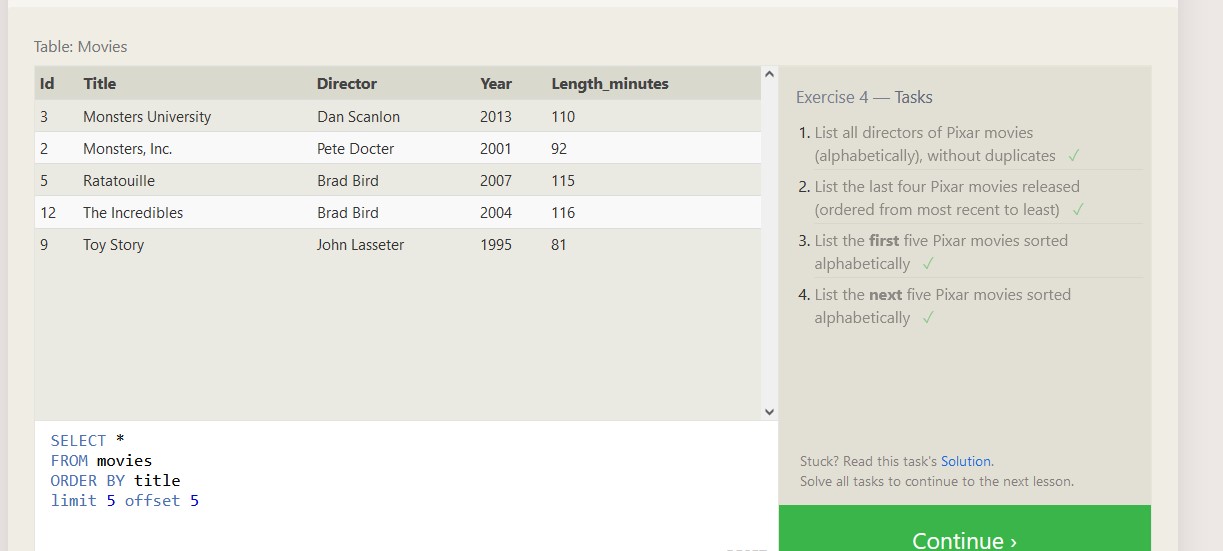 Table: Movies
Id Title Director Year Length_minutes
3 Monsters University Dan Scanlon 2013 110
2 Monsters, Inc. Pete Docter 2001 92
5 Ratatouille Brad Bird 2007 115
12 The Incredibles Brad Bird 2004 116
9 Toy Story John Lasseter 1995 81
SELECT *
FROM movies
ORDER BY title
limit 5 offset 5
Exercise 4 — Tasks
1. List all directors of Pixar movies
(alphabetically), without duplicates ✓
2. List the last four Pixar movies released
(ordered from most recent to least) ✓
3. List the first five Pixar movies sorted
alphabetically ✓
4. List the next five Pixar movies sorted
alphabetically ✓
Stuck? Read this task's Solution.
Solve all tasks to continue to the next lesson.
Continue ›